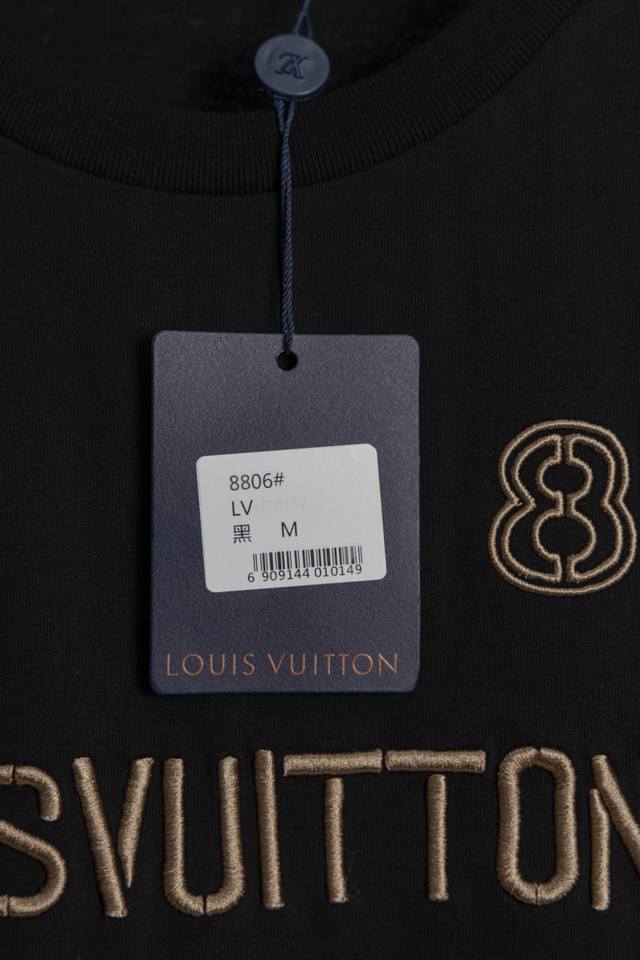 8806#
LV
黑 M
6 909144 010149
LOUIS VUITTON
8
SVUITTON